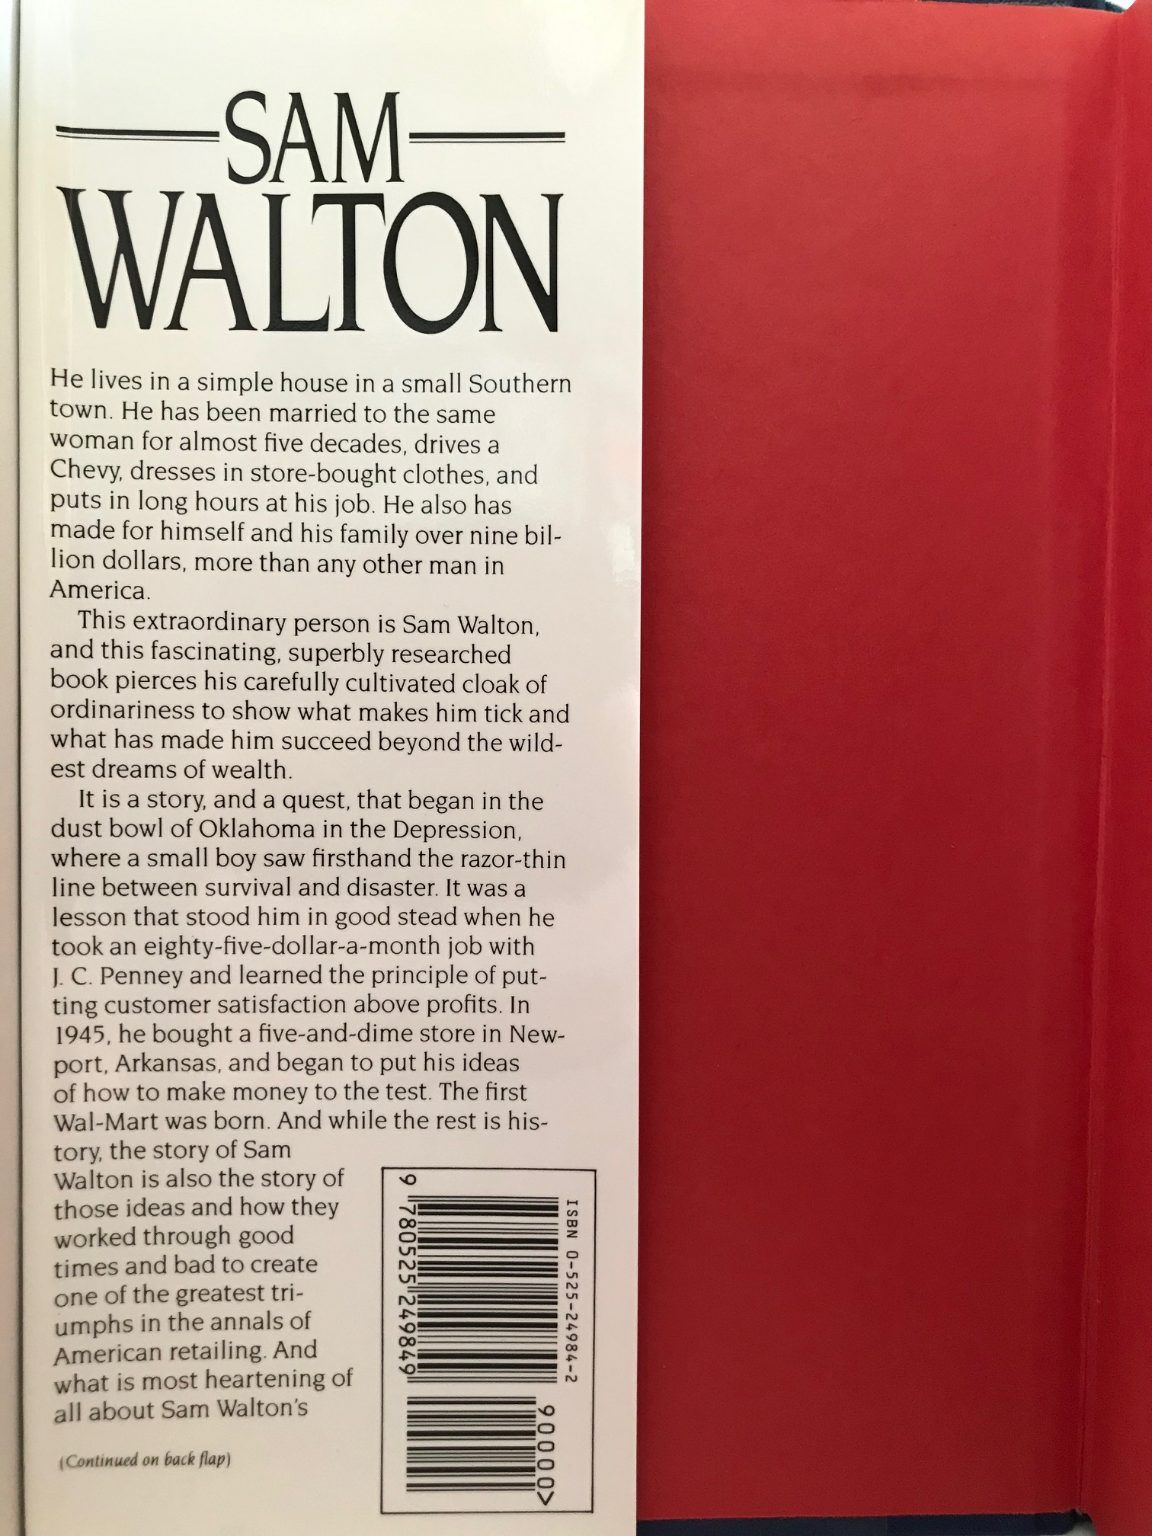 SAM
WALTON
He lives in a simple house in a small Southern
town. He has been married to the same
woman for almost five decades, drives a
Chevy, dresses in store-bought clothes, and
puts in long hours at his job. He also has
made for himself and his family over nine bil-
lion dollars, more than any other man in
America.
This extraordinary person is Sam Walton,
and this fascinating, superbly researched
book pierces his carefully cultivated cloak of
ordinariness to show what makes him tick and
what has made him succeed beyond the wild-
est dreams of wealth.
It is a story, and a quest, that began in the
dust bowl of Oklahoma in the Depression,
where a small boy saw firsthand the razor-thin
line between survival and disaster. It was a
lesson that stood him in good stead when he
took an eighty-five-dollar-a-month job with
J. C. Penney and learned the principle of put-
ting customer satisfaction above profits. In
1945, he bought a five-and-dime store in New-
port, Arkansas, and began to put his ideas
of how to make money to the test. The first
Wal-Mart was born. And while the rest is his-
tory, the story of Sam
Walton is also the story of
those ideas and how they
worked through good
times and bad to create
one of the greatest tri-
umphs in the annals of
American retailing. And
what is most heartening of
all about Sam Walton's
(Continued on back flap)
ISBN 0-525-24984-2
9 780525 249849
90000>